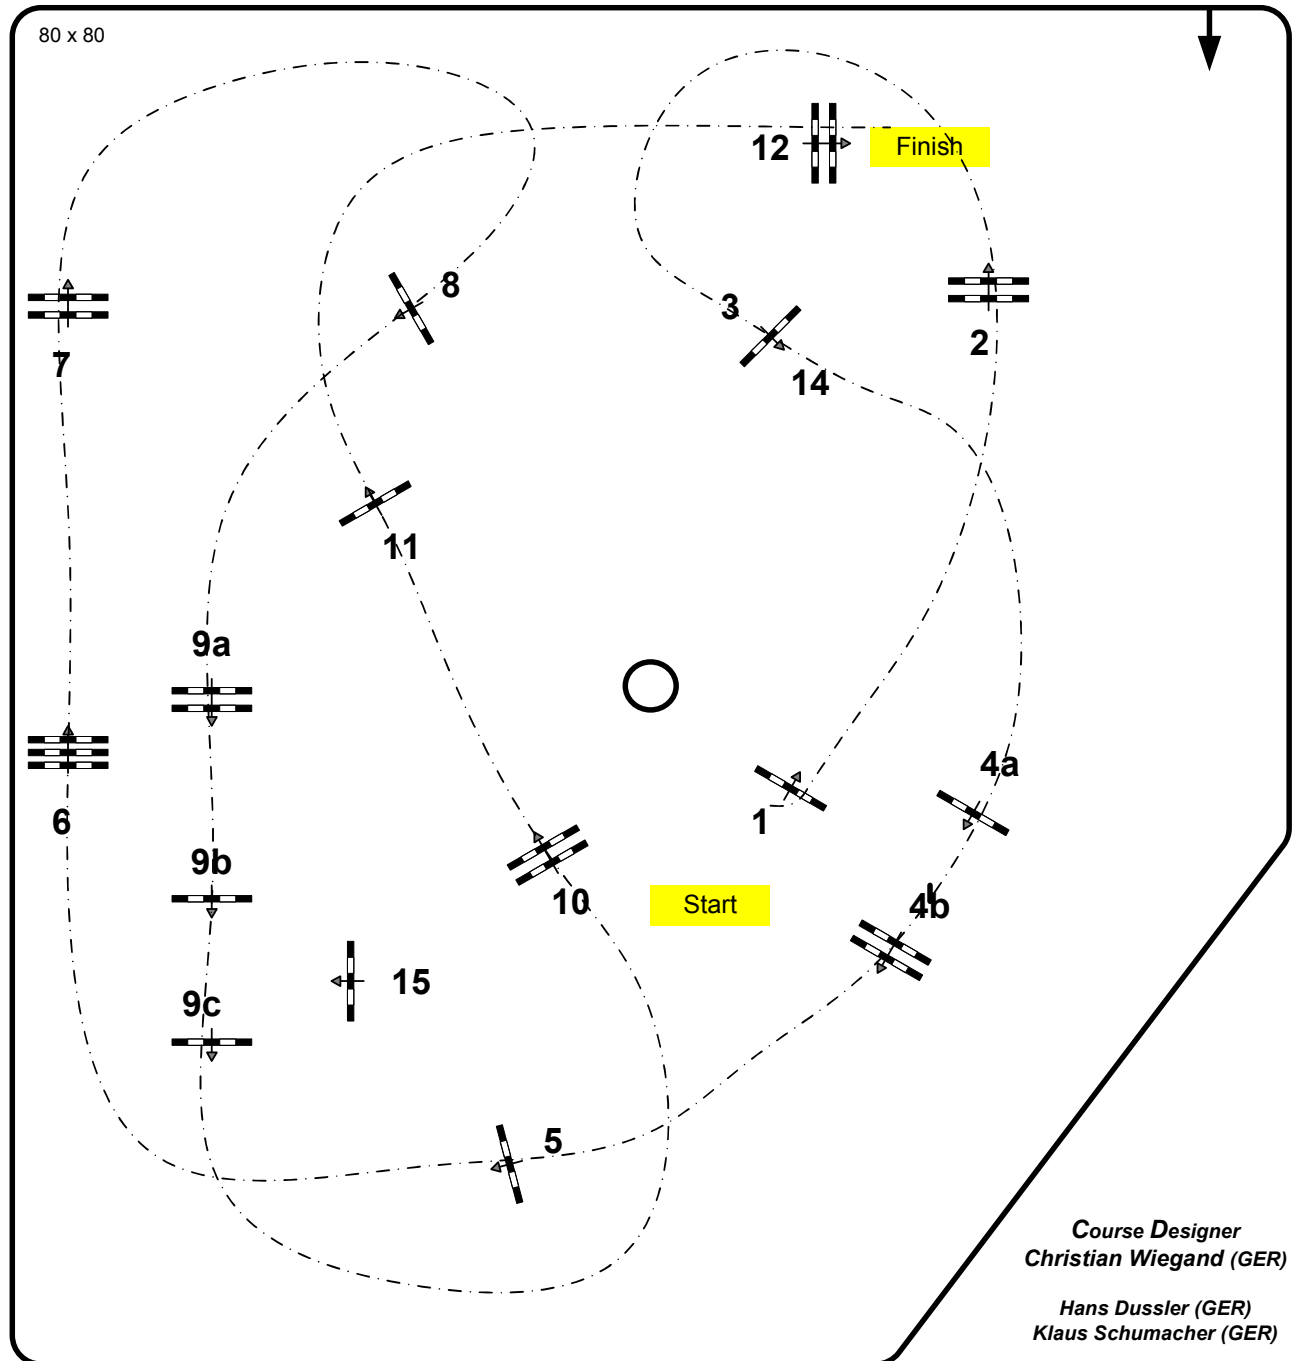 80 x 80
12
Finish
8
3
2
7
14
11
9a
4a
6
1
9b
10
Start
4b
15
9c
5
Course Designer
Christian Wiegand (GER)
Hans Dussler (GER)
Klaus Schumacher (GER)